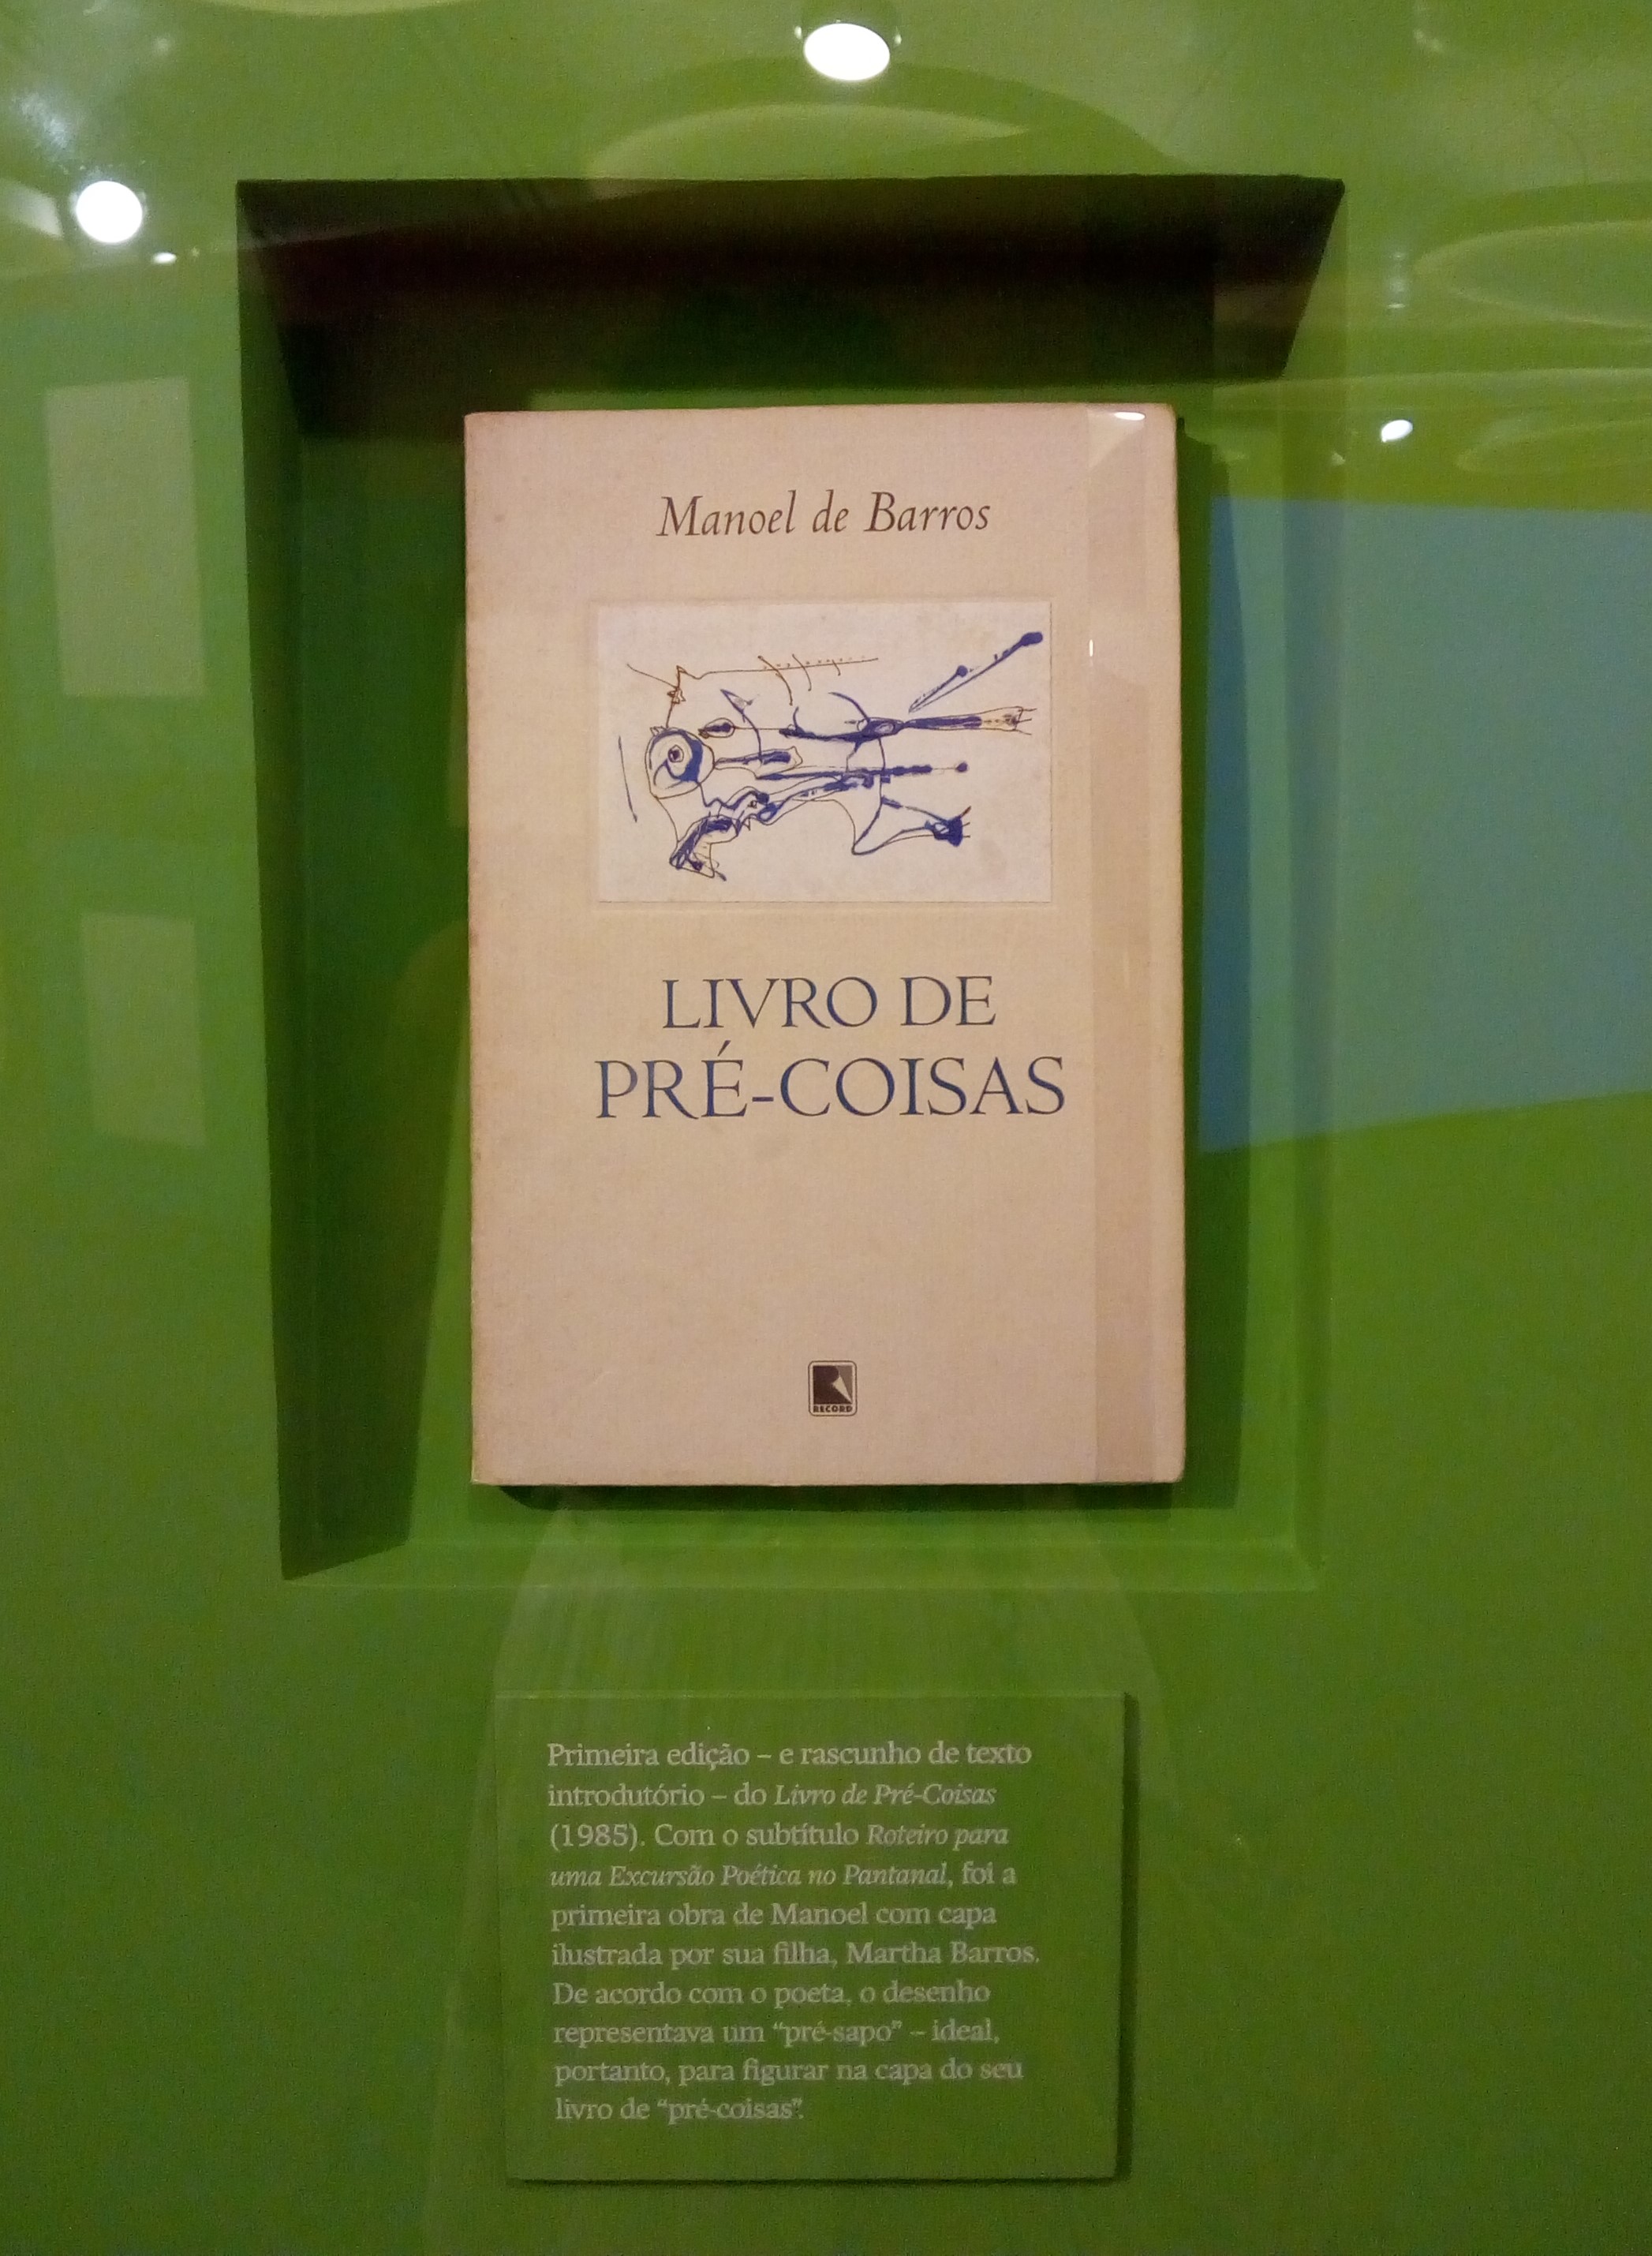 Manoel de Barros
LIVRO DE
PRÉ-COISAS
RECORD
Primeira edição – e rascunho de texto
introdutório – do Livro de Pré-Coisas
(1985). Com o subtítulo Roteiro para
uma Excursão Poética no Pantanal, foi a
primeira obra de Manoel com capa
ilustrada por sua filha, Martha Barros.
De acordo com o poeta, o desenho
representava um “pré-sapo” – ideal,
portanto, para figurar na capa do seu
livro de “pré-coisas”.